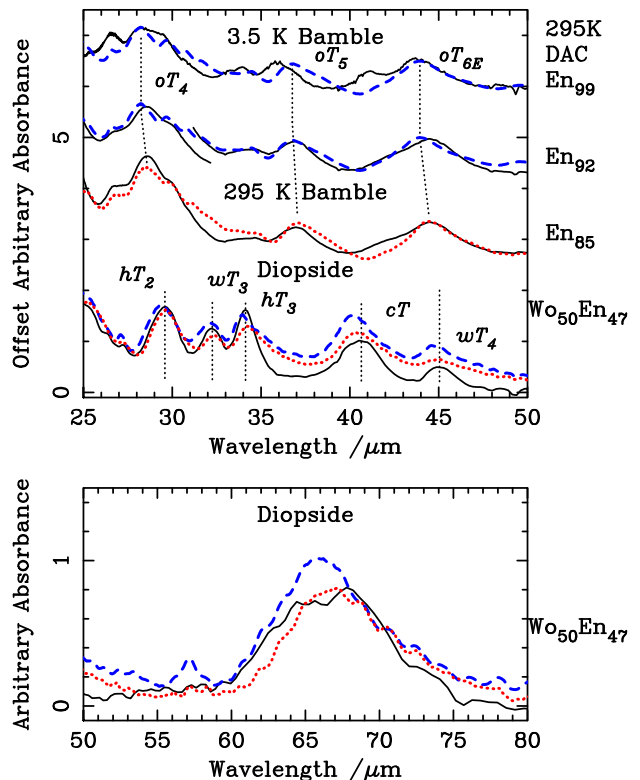 3.5 K Bamble
295K
DAC
oT4
oT5
oT6E
En99
5
En92
295 K Bamble
En85
Diopside
hT2
wT3
hT3
cT
wT4
Wo50En47
0
25 30 35 40 45 50
Wavelength /μm
Offset Arbitrary Absorbance
Diopside
1
Wo50En47
0
50 55 60 65 70 75 80
Wavelength /μm
Arbitrary Absorbance